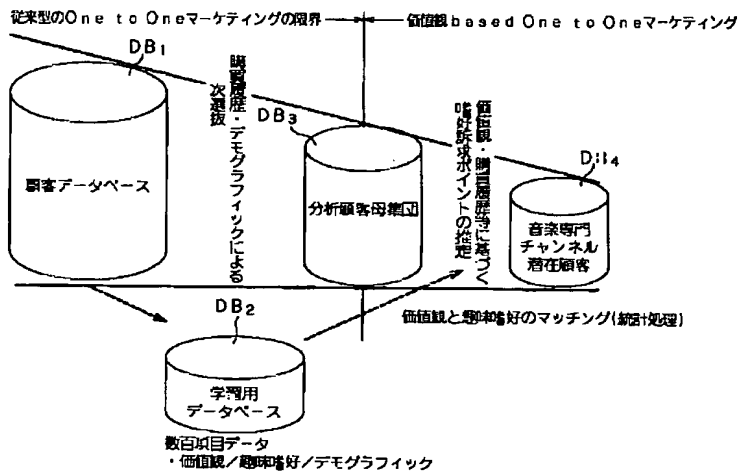 従来型のOne to Oneマーケティングの限界
価値観based One to Oneマーケティング
DB1
購買履歴・デモグラフィックによる
次選抜
DB3
価値観・購買履歴等に基づく
嗜好訴求ポイントの推定
DB4
顧客データベース
分析顧客母集団
音楽専門
チャンネル
潜在顧客
DB2
価値観と趣味嗜好のマッチング(統計処理)
学習用
データベース
数百項目データ
・価値観/趣味嗜好/デモグラフィック